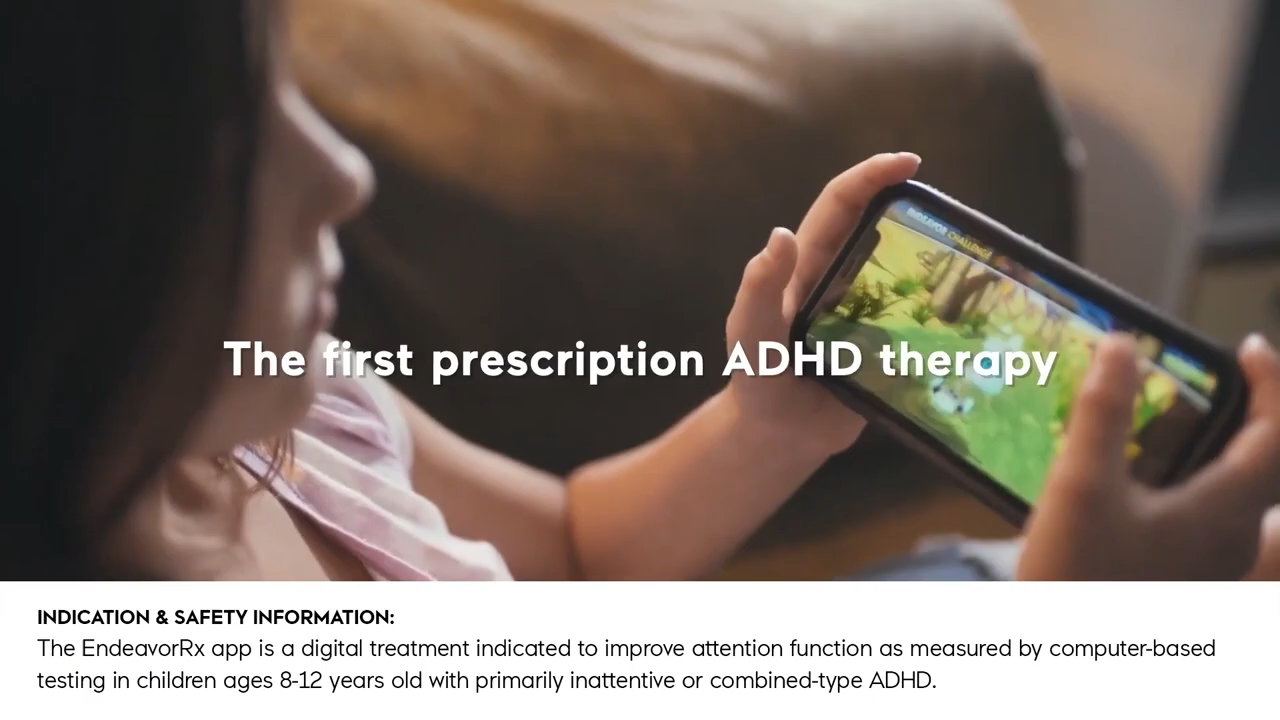 ENDEAVOR CHALLENGE
The first prescription ADHD therapy
INDICATION & SAFETY INFORMATION:
The EndeavorRx app is a digital treatment indicated to improve attention function as measured by computer-based
testing in children ages 8-12 years old with primarily inattentive or combined-type ADHD.